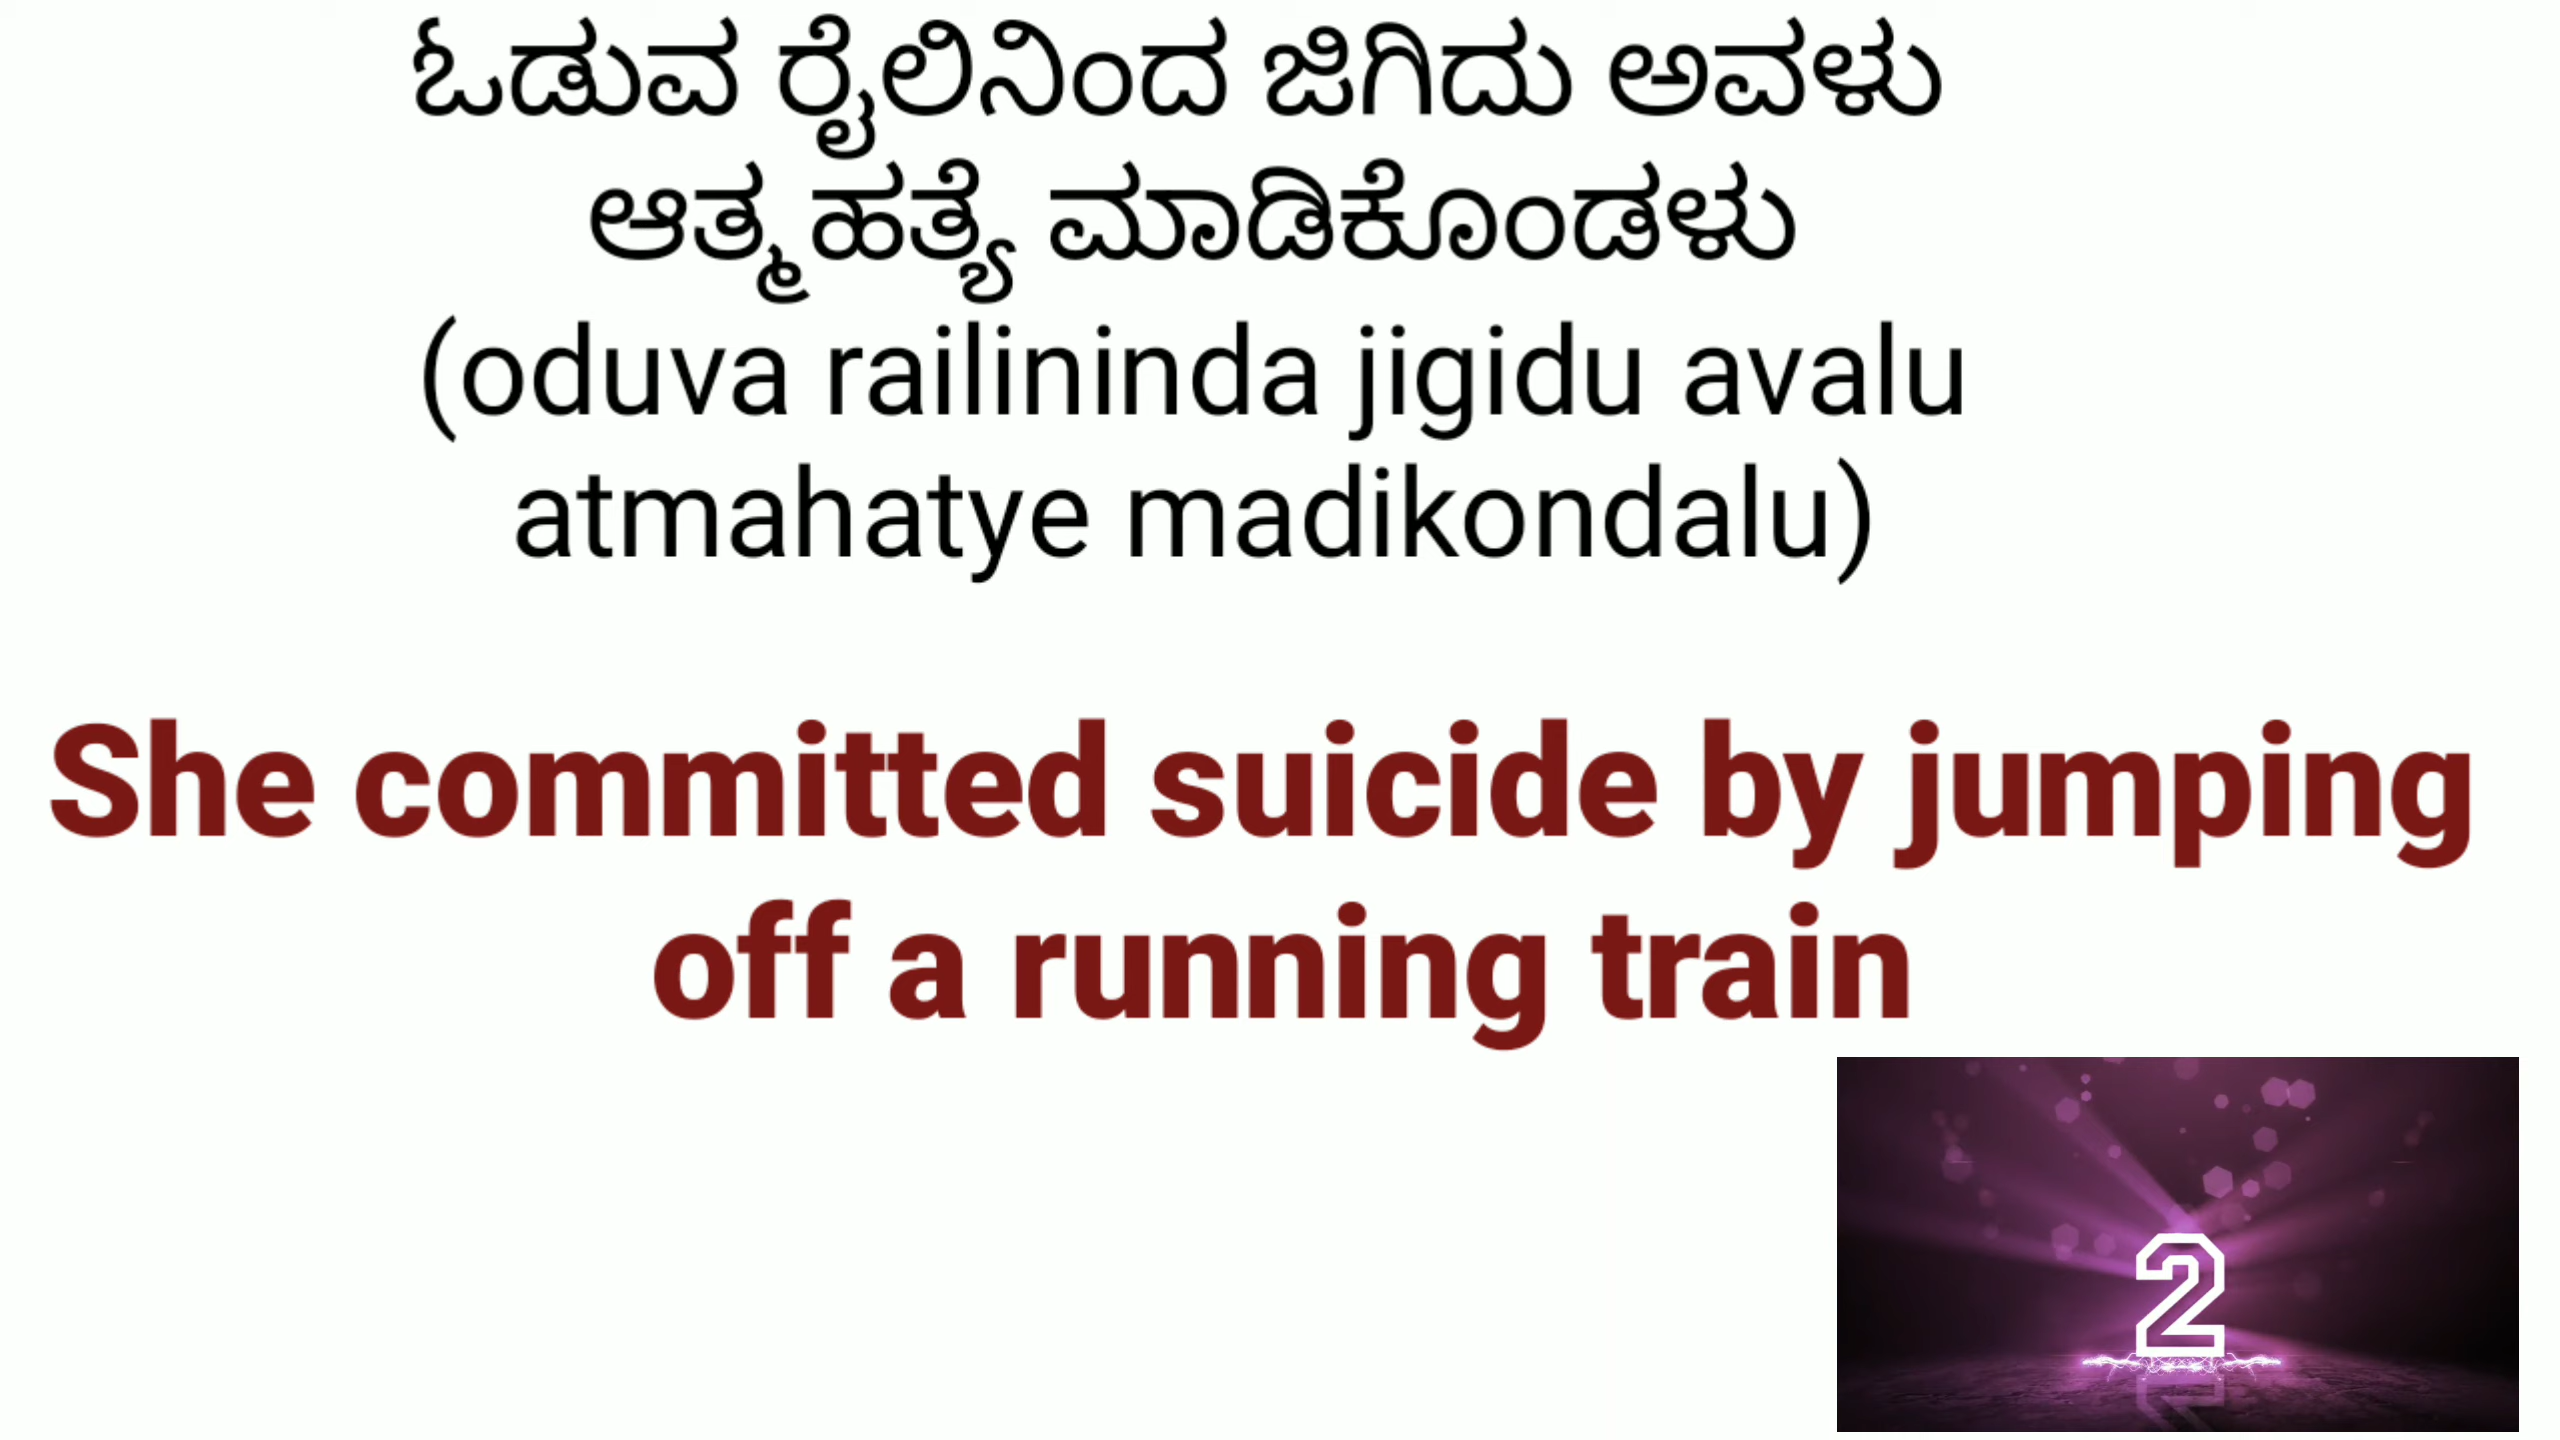 ಓಡುವ ರೈಲಿನಿಂದ ಜಿಗಿದು ಅವಳು
ಆತ್ಮಹತ್ಯೆ ಮಾಡಿಕೊಂಡಳು
(oduva railininda jigidu avalu
atmahatye madikondalu)
She committed suicide by jumping
off a running train
2